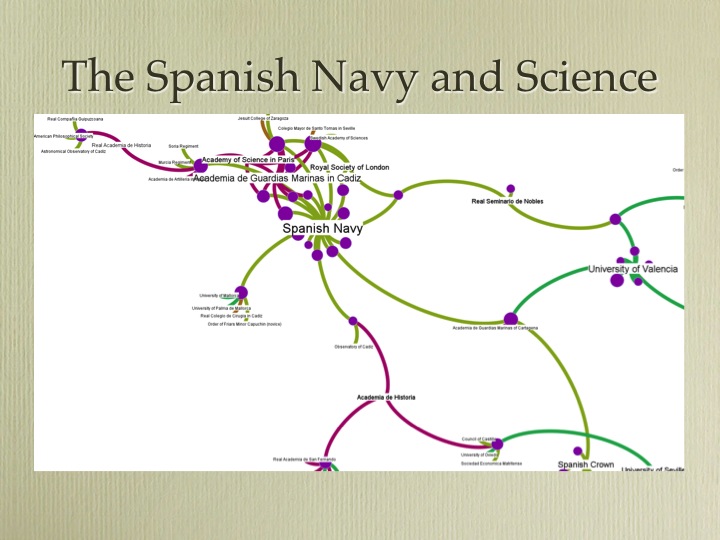 The Spanish Navy and Science
Real Compañia Guipuzcoana
American Philosophical Society
Astronomical Observatory of Cadiz
Real Academia de Historia
Soria Regiment
Murcia Regiment
Academia de Artilleria
Jesuit College of Zaragoza
Colegio Mayor de Santo Tomas in Seville
Swedish Academy of Sciences
Academy of Science in Paris
Royal Society of London
Academia de Guardias Marinas in Cadiz
Spanish Navy
Real Seminario de Nobles
Order
University of Valencia
University of Mallorca
University of Palma de Mallorca
Real Colegio de Cirugia in Cadiz
Order of Friars Minor Capuchin (novice)
Academia de Guardias Marinas of Cartagena
Observatory of Cadiz
Academia de Historia
Council of Castile
University of Oviedo
Sociedad Economica Matritense
Real Academia de San Fernando
Spanish Crown
University of Seville